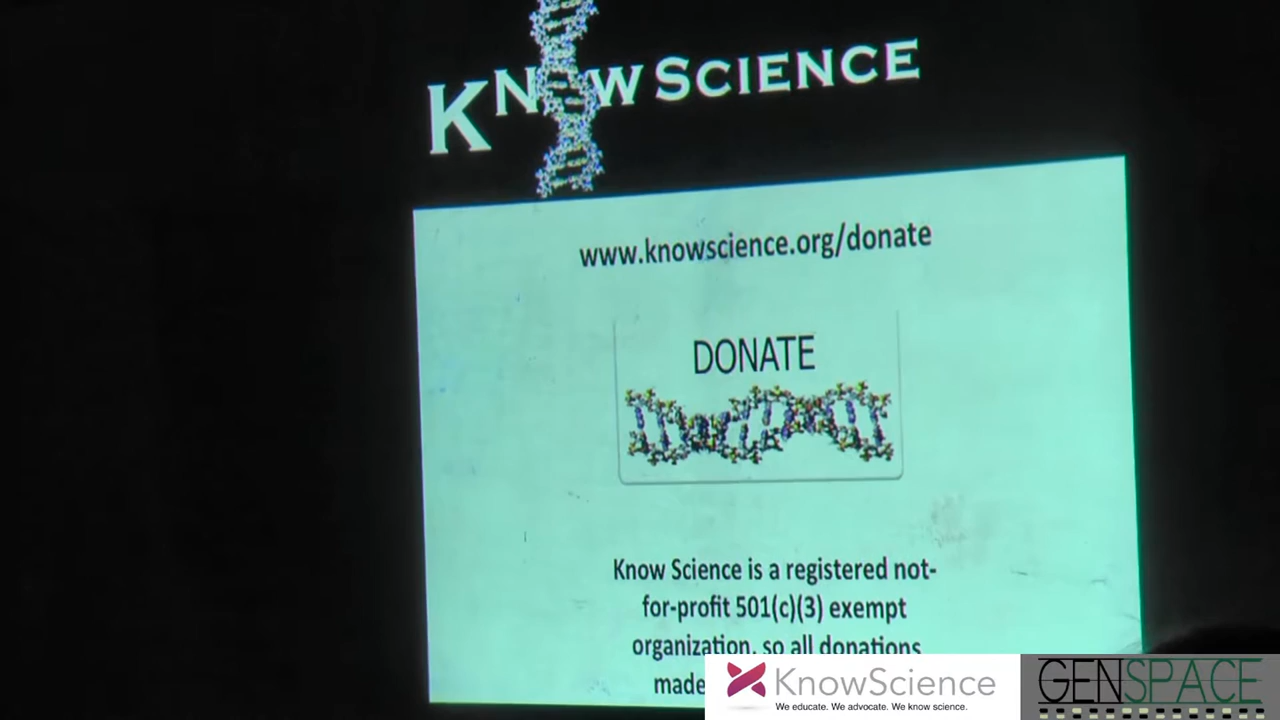 KNOW SCIENCE
www.knowscience.org/donate
DONATE
Know Science is a registered not-
for-profit 501(c)(3) exempt
organization, so all donations
made
KnowScience
We educate. We advocate. We know science.
GENSPACE